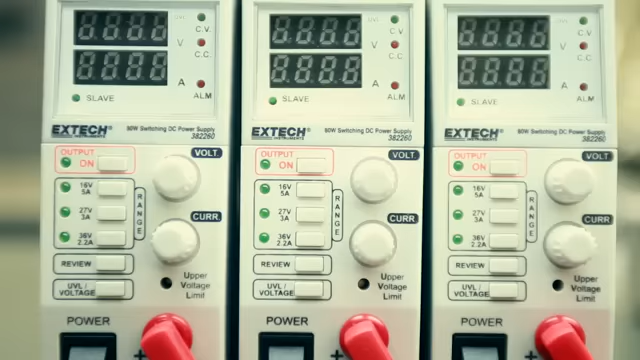 8.8.8.8. V C.V.
C.C.
8.8.8.8. A ALM
SLAVE
EXTECH® 80W Switching DC Power Supply
INSTRUMENTS 382260
OUTPUT
ON
VOLT.
16V
5A
27V
3A
36V
2.2A
RANGE
CURR.
REVIEW
UVL /
VOLTAGE
Upper
Voltage
Limit
POWER
+
8.8.8.8. V C.V.
C.C.
8.8.8.8. A ALM
SLAVE
EXTECH® 80W Switching DC Power Supply
INSTRUMENTS 382260
OUTPUT
ON
VOLT.
16V
5A
27V
3A
36V
2.2A
RANGE
CURR.
REVIEW
UVL /
VOLTAGE
Upper
Voltage
Limit
POWER
+
8.8.8.8. V C.V.
C.C.
8.8.8.8. A ALM
SLAVE
EXTECH® 80W Switching DC Power Supply
INSTRUMENTS 382260
OUTPUT
ON
VOLT.
16V
5A
27V
3A
36V
2.2A
RANGE
CURR.
REVIEW
UVL /
VOLTAGE
Upper
Voltage
Limit
POWER
+